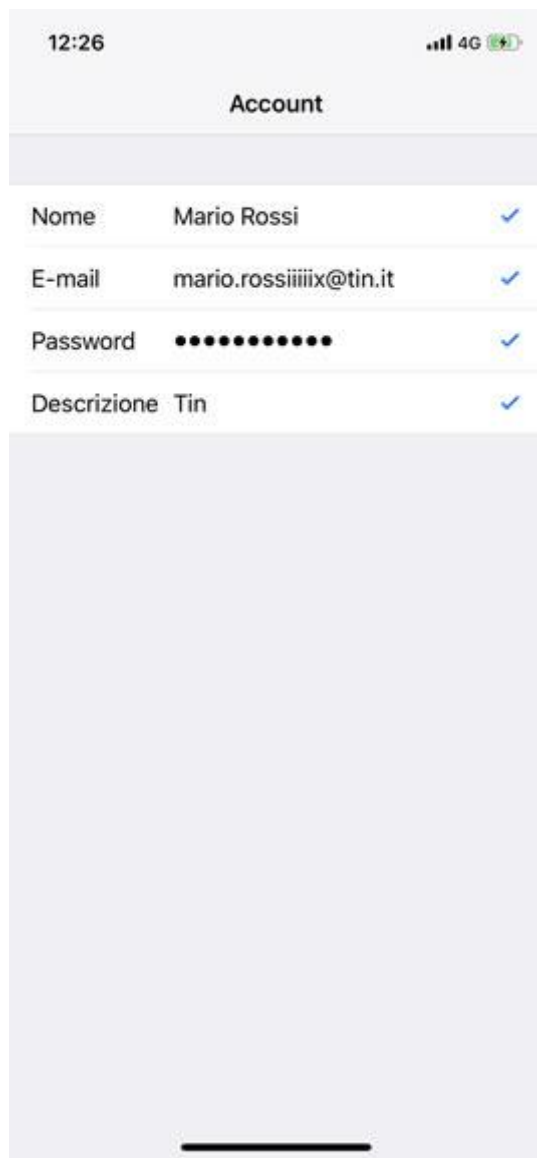 12:26 4G
Account
Nome Mario Rossi
E-mail mario.rossiiiiix@tin.it
Password •••••••••••
Descrizione Tin